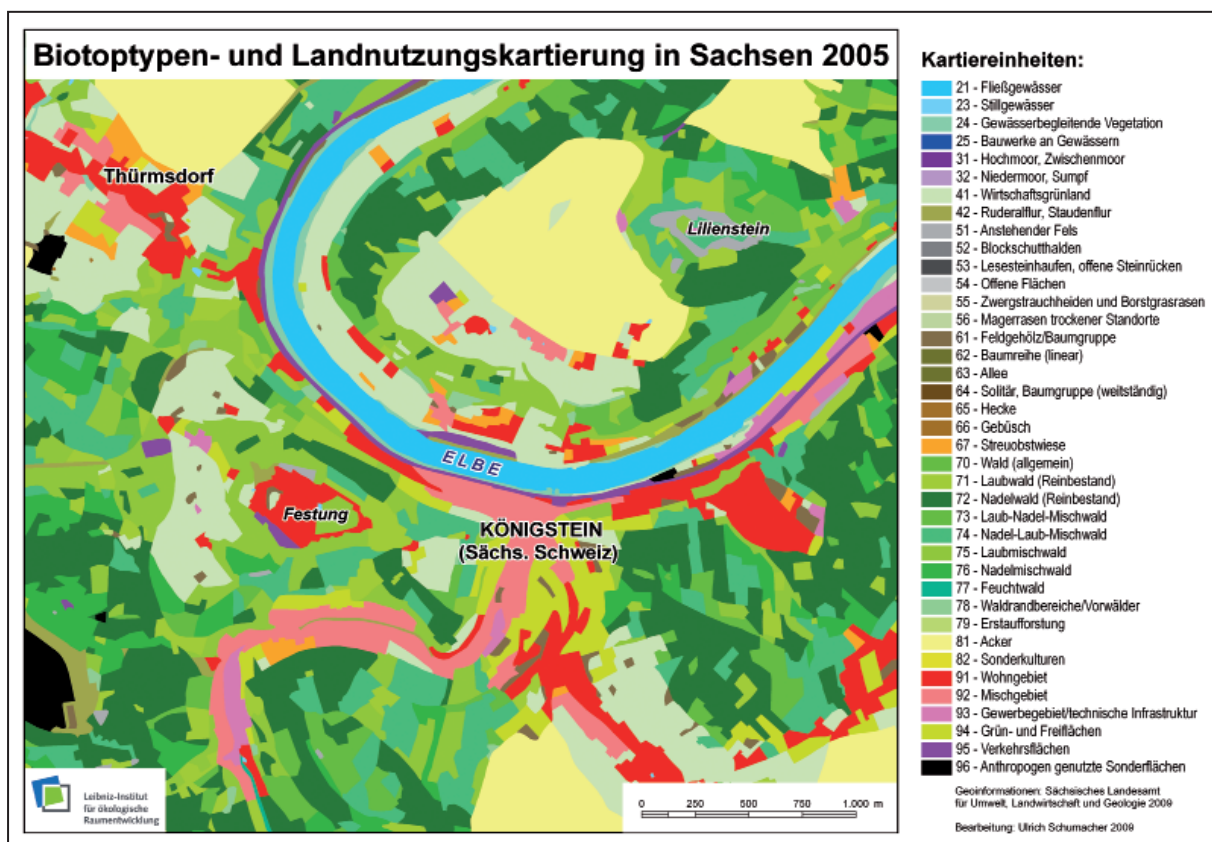 Biotoptypen- und Landnutzungskartierung in Sachsen 2005
Thürmsdorf
Lilienstein
ELBE
Festung
KÖNIGSTEIN
(Sächs. Schweiz)
Leibniz-Institut
für ökologische
Raumentwicklung
0 250 500 750 1.000 m
Kartiereinheiten:
21 - Fließgewässer
23 - Stillgewässer
24 - Gewässerbegleitende Vegetation
25 - Bauwerke an Gewässern
31 - Hochmoor, Zwischenmoor
32 - Niedermoor, Sumpf
41 - Wirtschaftsgrünland
42 - Ruderalflur, Staudenflur
51 - Anstehender Fels
52 - Blockschutthalden
53 - Lesesteinhaufen, offene Steinrücken
54 - Offene Flächen
55 - Zwergstrauchheiden und Borstgrasrasen
56 - Magerrasen trockener Standorte
61 - Feldgehölz/Baumgruppe
62 - Baumreihe (linear)
63 - Allee
64 - Solitär, Baumgruppe (weitständig)
65 - Hecke
66 - Gebüsch
67 - Streuobstwiese
70 - Wald (allgemein)
71 - Laubwald (Reinbestand)
72 - Nadelwald (Reinbestand)
73 - Laub-Nadel-Mischwald
74 - Nadel-Laub-Mischwald
75 - Laubmischwald
76 - Nadelmischwald
77 - Feuchtwald
78 - Waldrandbereiche/Vorwälder
79 - Erstaufforstung
81 - Acker
82 - Sonderkulturen
91 - Wohngebiet
92 - Mischgebiet
93 - Gewerbegebiet/technische Infrastruktur
94 - Grün- und Freiflächen
95 - Verkehrsflächen
96 - Anthropogen genutzte Sonderflächen
Geoinformationen: Sächsisches Landesamt
für Umwelt, Landwirtschaft und Geologie 2009
Bearbeitung: Ulrich Schumacher 2009